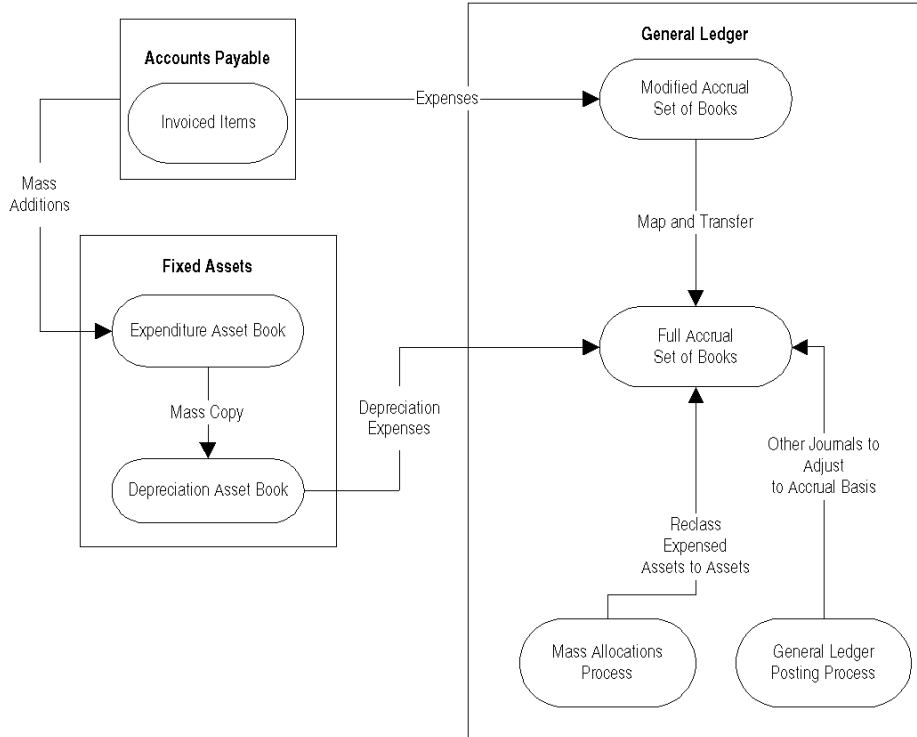 General Ledger
Accounts Payable
Invoiced Items
Expenses
Modified Accrual
Set of Books
Mass
Additions
Map and Transfer
Fixed Assets
Expenditure Asset Book
Full Accrual
Set of Books
Mass Copy
Depreciation
Expenses
Depreciation Asset Book
Other Journals to
Adjust
to Accrual Basis
Reclass
Expensed
Assets to Assets
Mass Allocations
Process
General Ledger
Posting Process